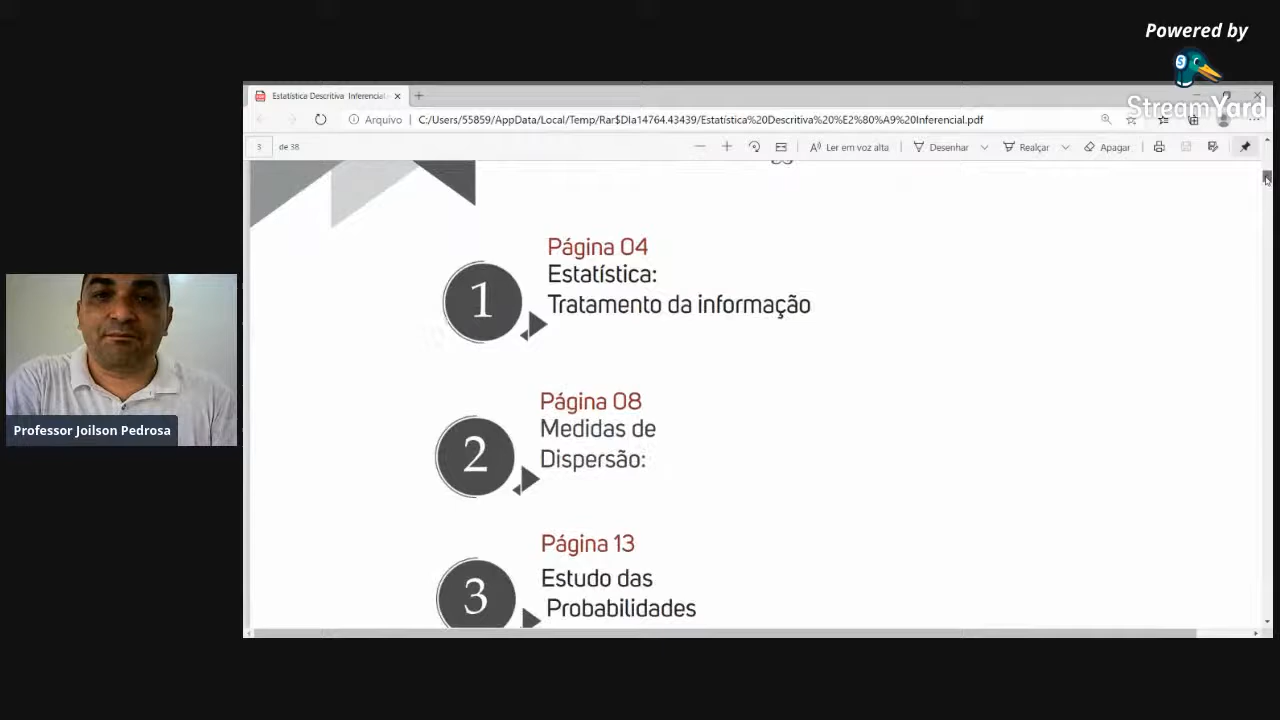 Powered by
StreamYard
Estatística Descritiva Inferencial
Arquivo
C:/Users/55859/AppData/Local/Temp/Rar$DIa14764.43439/Estatística%20Descritiva%20%E2%80%A9%20Inferencial.pdf
3 de 38
Ler em voz alta
Desenhar
Realçar
Apagar
Página 04
1
Estatística:
Tratamento da informação
Página 08
2
Medidas de
Dispersão:
Página 13
3
Estudo das
Probabilidades
Professor Joilson Pedrosa